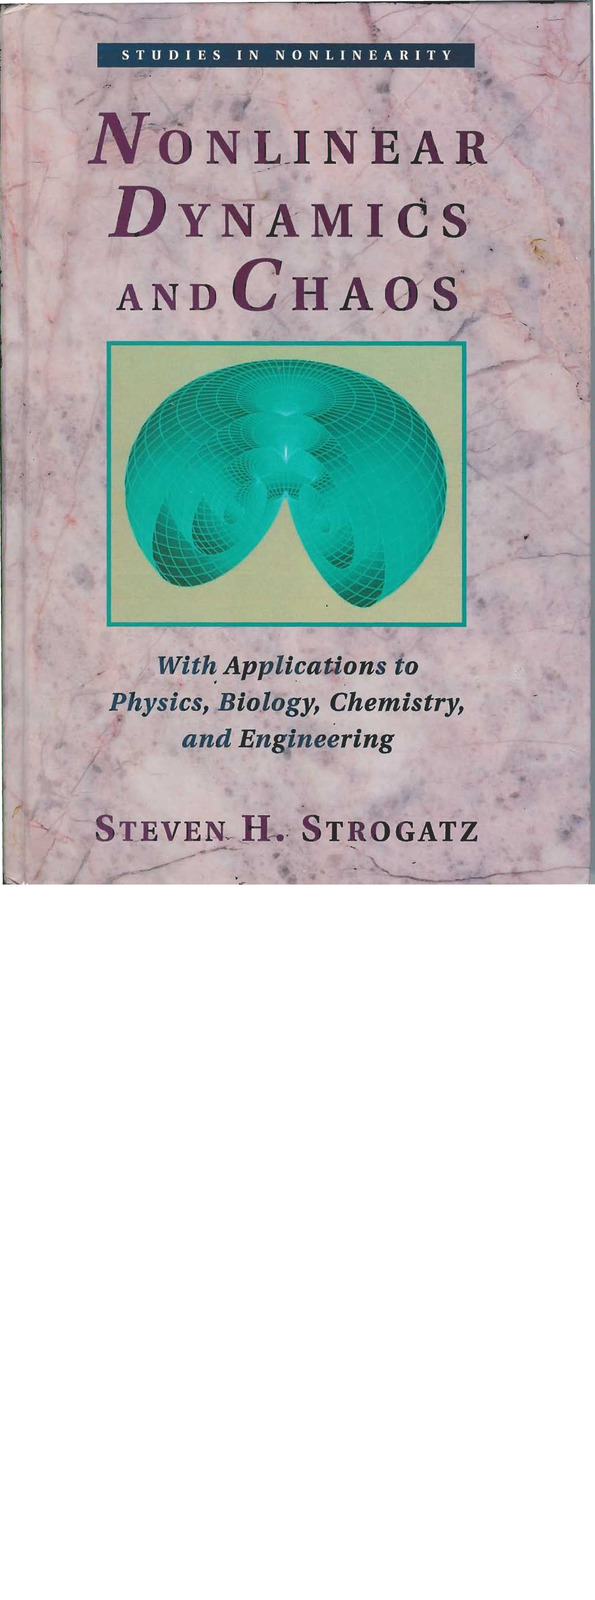 STUDIES IN NONLINEARITY
NONLINEAR
DYNAMICS
AND CHAOS
With Applications to
Physics, Biology, Chemistry,
and Engineering
STEVEN H. STROGATZ